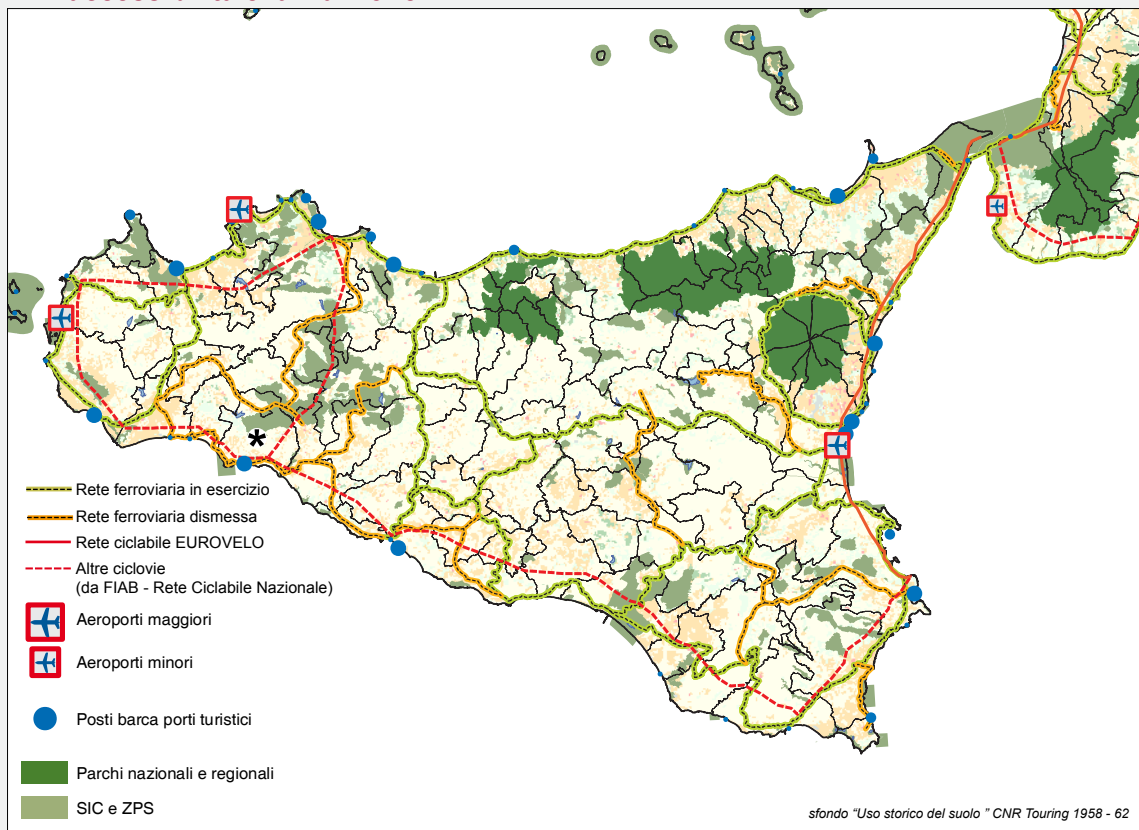 *
Rete ferroviaria in esercizio
Rete ferroviaria dismessa
Rete ciclabile EUROVELO
Altre ciclovie
(da FIAB - Rete Ciclabile Nazionale)
Aeroporti maggiori
Aeroporti minori
Posti barca porti turistici
Parchi nazionali e regionali
SIC e ZPS
sfondo "Uso storico del suolo " CNR Touring 1958 - 62